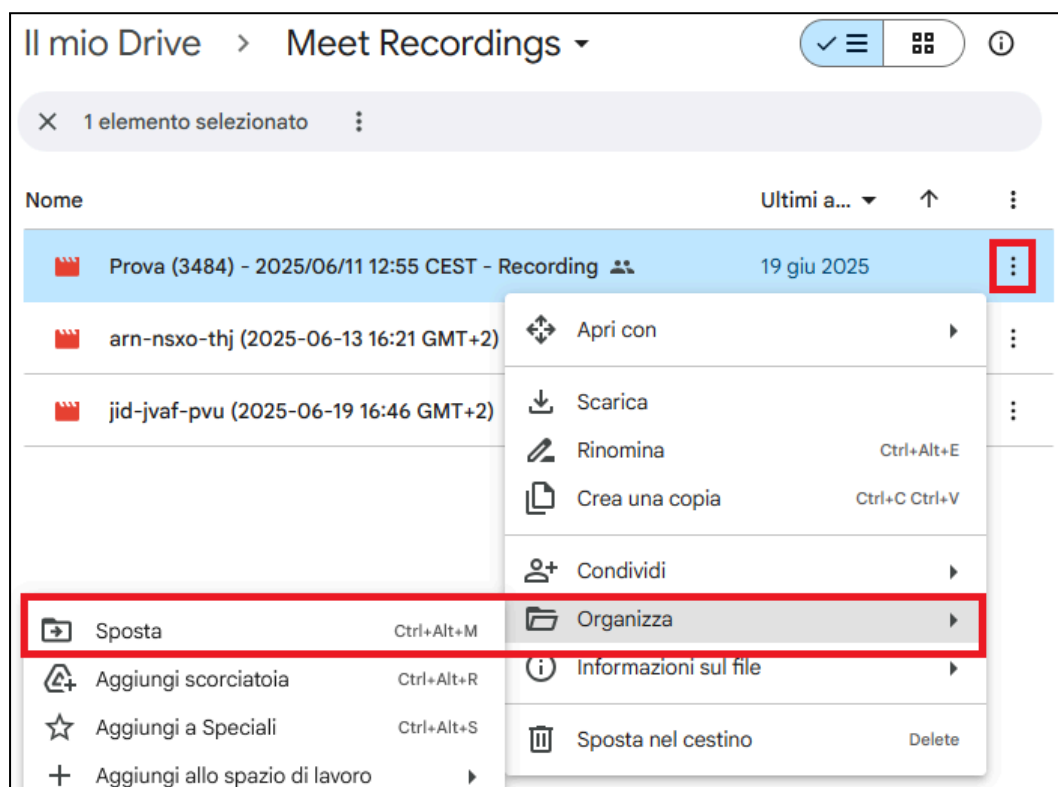 Il mio Drive > Meet Recordings
1 elemento selezionato
Nome Ultimi a...
Prova (3484) - 2025/06/11 12:55 CEST - Recording 19 giu 2025
arn-nsxo-thj (2025-06-13 16:21 GMT+2)
jid-jvaf-pvu (2025-06-19 16:46 GMT+2)
Apri con
Scarica
Rinomina Ctrl+Alt+E
Crea una copia Ctrl+C Ctrl+V
Condividi
Organizza
Informazioni sul file
Sposta nel cestino Delete
Sposta Ctrl+Alt+M
Aggiungi scorciatoia Ctrl+Alt+R
Aggiungi a Speciali Ctrl+Alt+S
Aggiungi allo spazio di lavoro